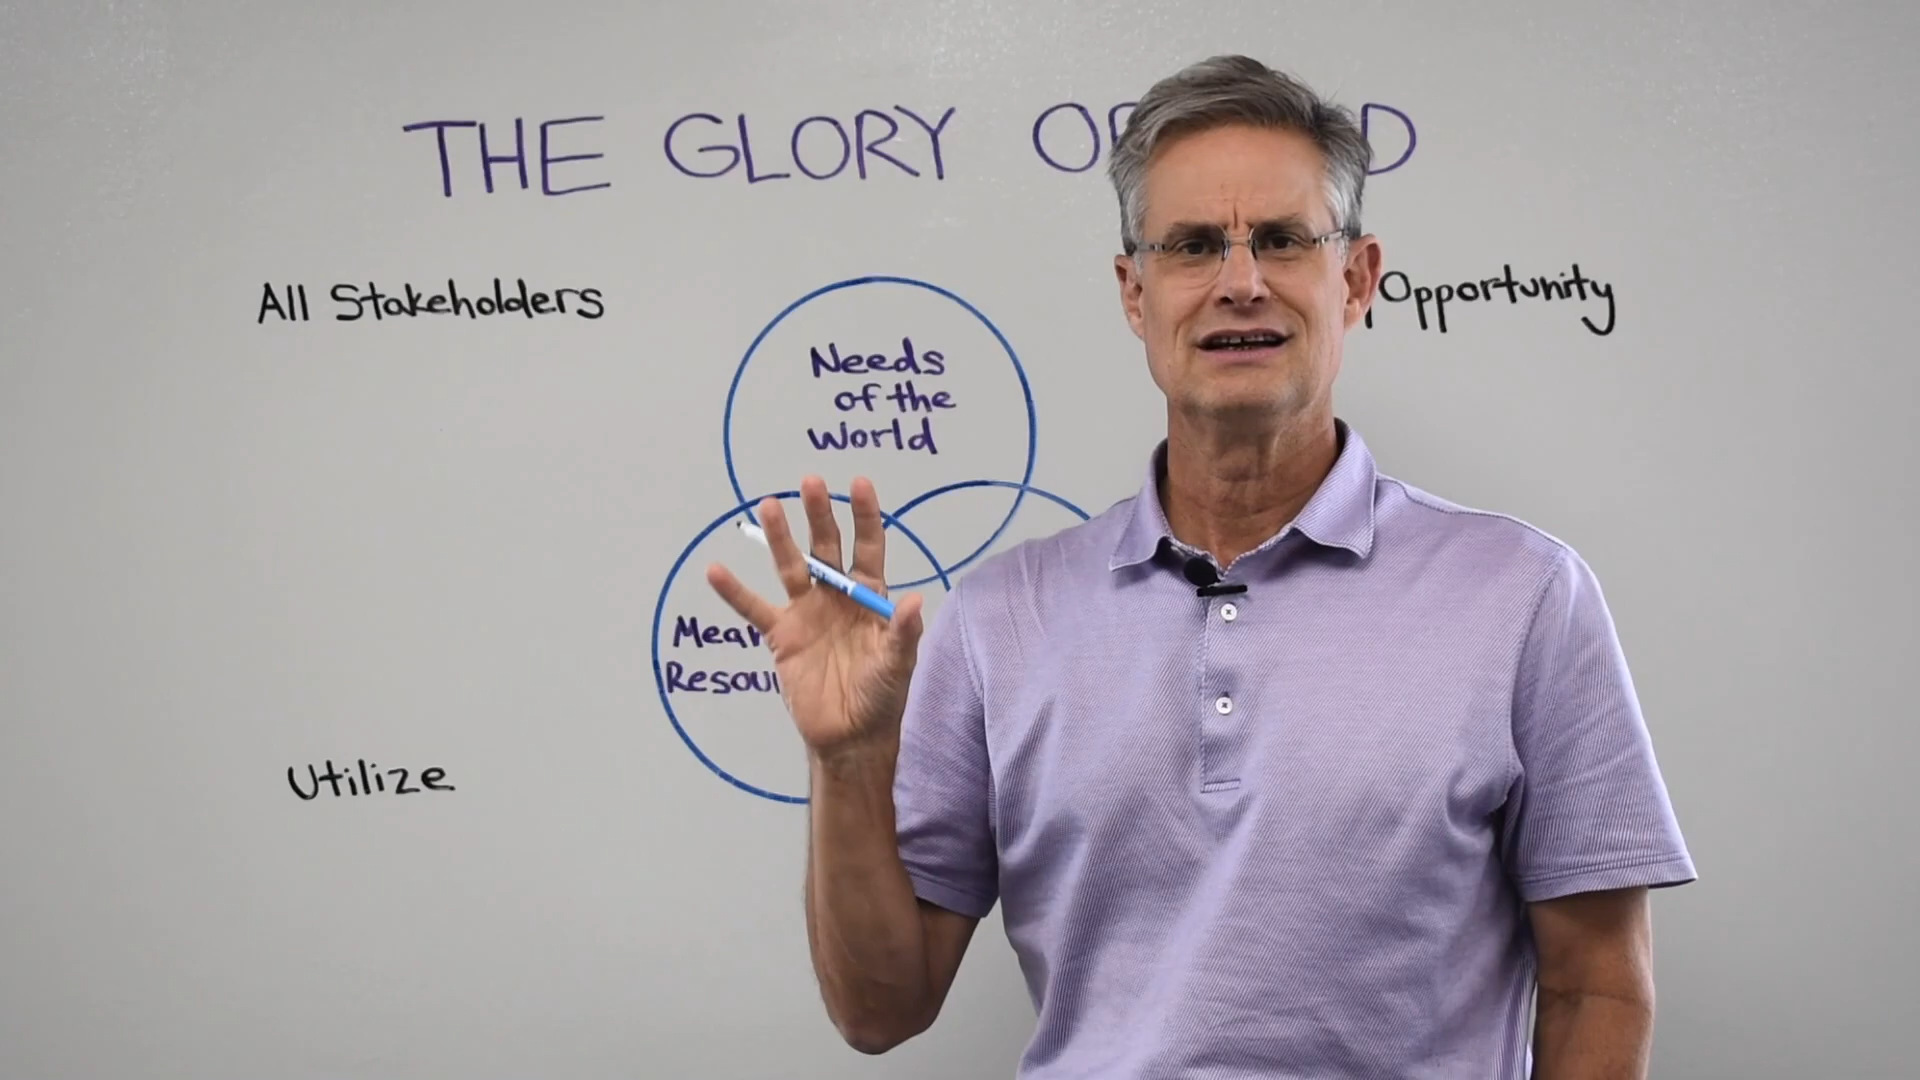 THE GLORY
All Stakeholders
Opportunity
Needs
of the
World
Utilize